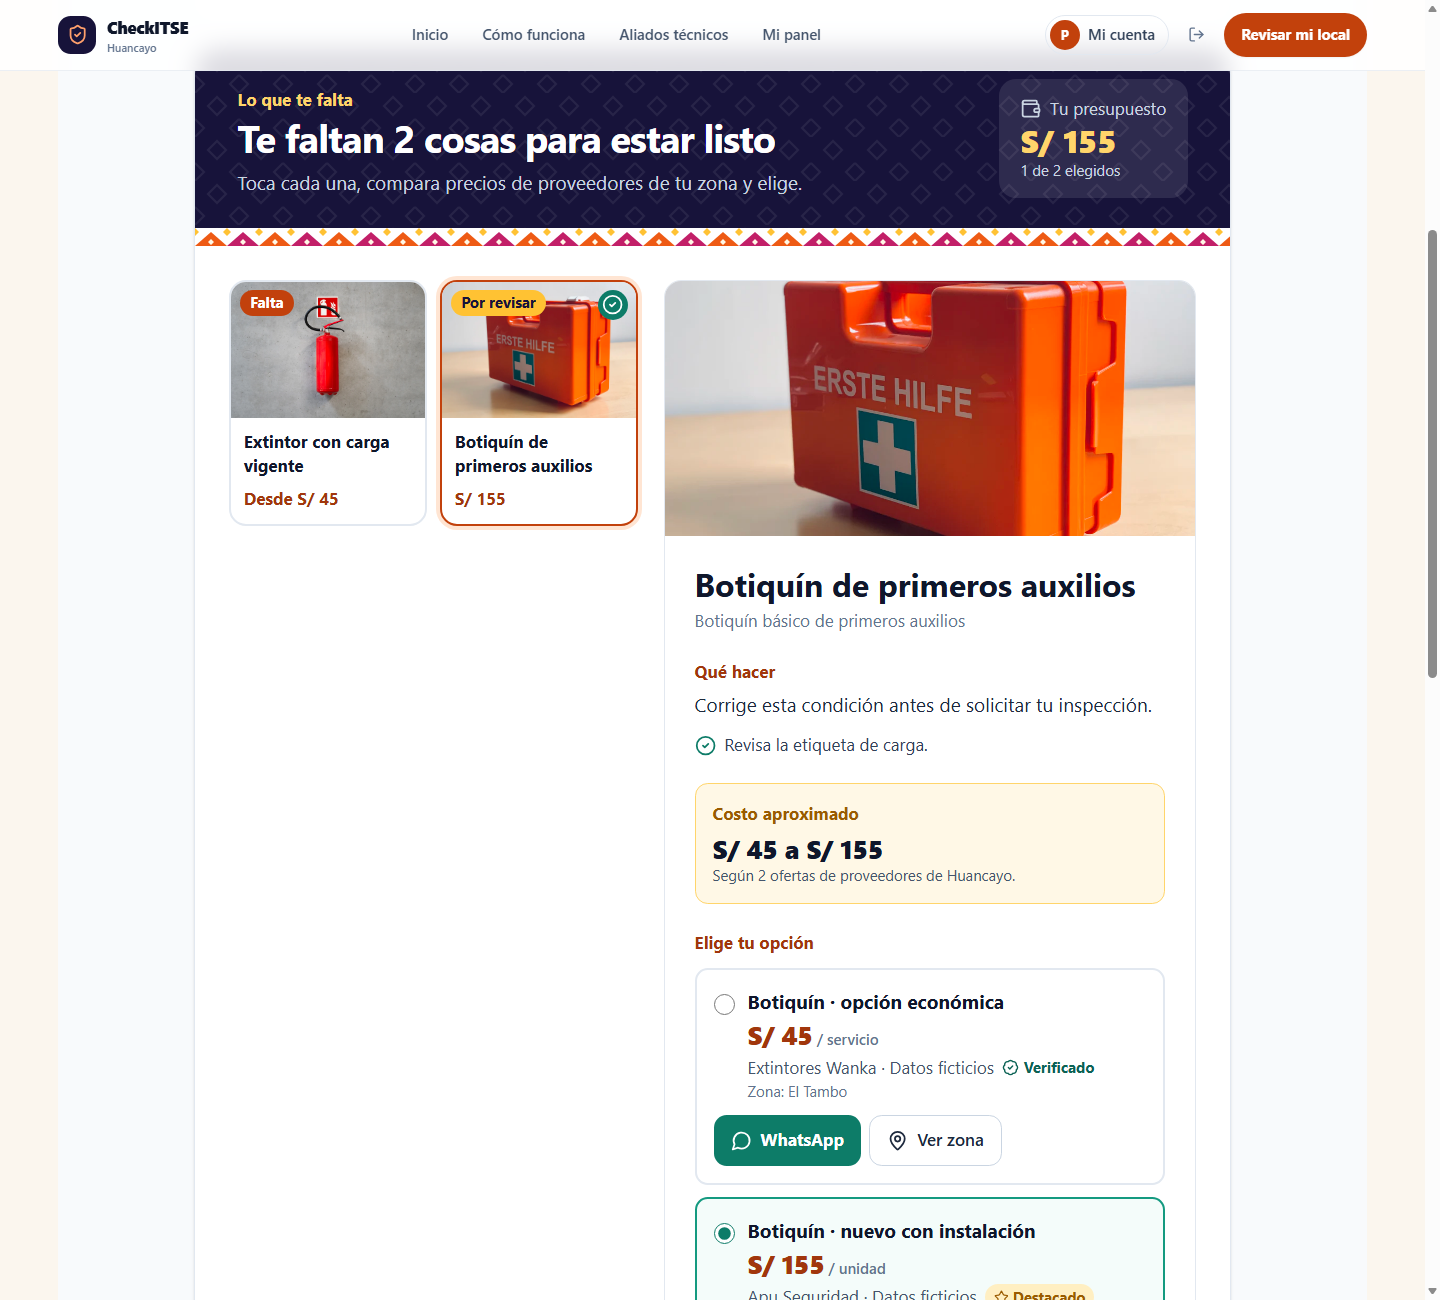 CheckITSE
Huancayo
Inicio
Cómo funciona
Aliados técnicos
Mi panel
P
Mi cuenta
Revisar mi local
Lo que te falta
Te faltan 2 cosas para estar listo
Toca cada una, compara precios de proveedores de tu zona y elige.
Tu presupuesto
S/ 155
1 de 2 elegidos
Falta
Extintor con carga
vigente
Desde S/ 45
Por revisar
ERSTE HILFE
Botiquín de
primeros auxilios
S/ 155
ERSTE HILFE
Botiquín de primeros auxilios
Botiquín básico de primeros auxilios
Qué hacer
Corrige esta condición antes de solicitar tu inspección.
Revisa la etiqueta de carga.
Costo aproximado
S/ 45 a S/ 155
Según 2 ofertas de proveedores de Huancayo.
Elige tu opción
Botiquín · opción económica
S/ 45 / servicio
Extintores Wanka · Datos ficticios Verificado
Zona: El Tambo
WhatsApp
Ver zona
Botiquín · nuevo con instalación
S/ 155 / unidad
Apu Seguridad · Datos ficticios Destacado